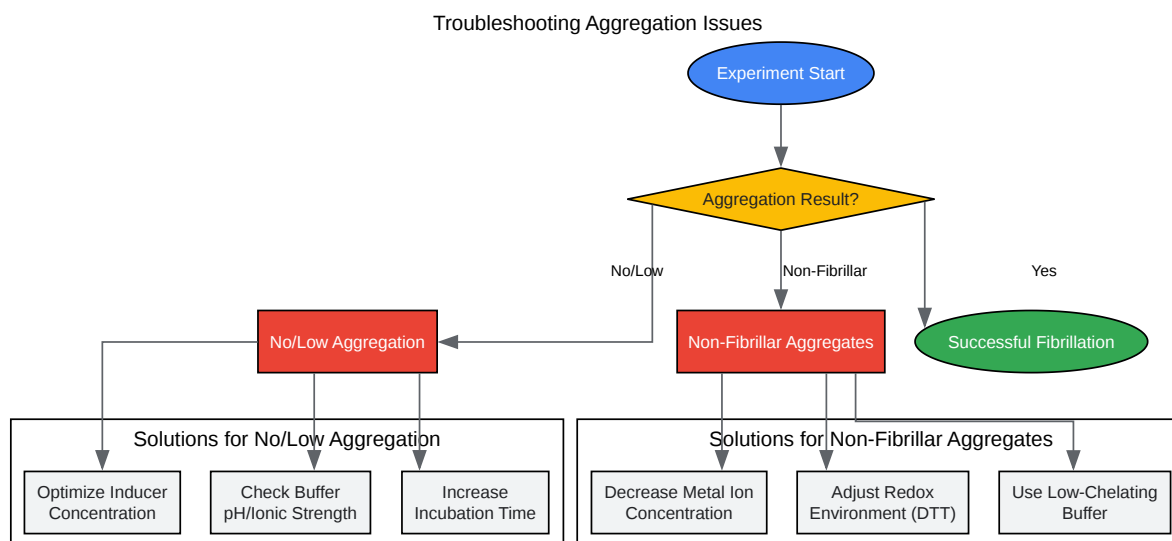 Troubleshooting Aggregation Issues
Experiment Start
Aggregation Result?
No/Low
Non-Fibrillar
Yes
No/Low Aggregation
Non-Fibrillar Aggregates
Successful Fibrillation
Solutions for No/Low Aggregation
Solutions for Non-Fibrillar Aggregates
Optimize Inducer
Concentration
Check Buffer
pH/Ionic Strength
Increase
Incubation Time
Decrease Metal Ion
Concentration
Adjust Redox
Environment (DTT)
Use Low-Chelating
Buffer